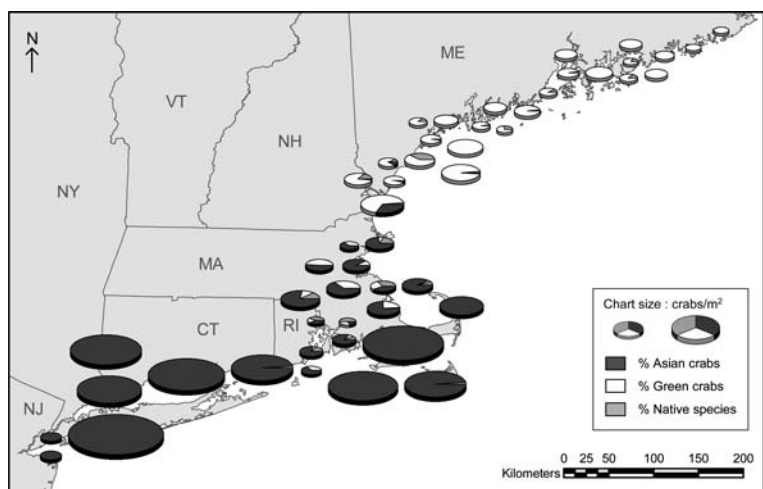 N
ME
VT
NH
NY
MA
CT
RI
NJ
Chart size : crabs/m²
% Asian crabs
% Green crabs
% Native species
0 25 50 100 150 200
Kilometers